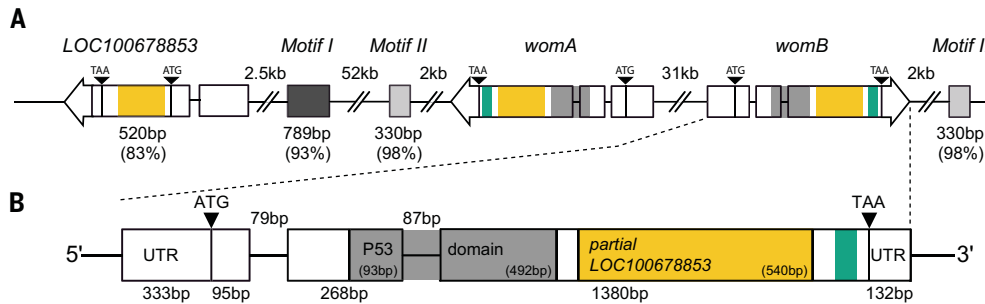 A
LOC100678853 Motif I Motif II womA womB Motif I
TAA ATG 2.5kb 52kb 2kb TAA ATG 31kb ATG TAA 2kb
520bp 789bp 330bp 330bp
(83%) (93%) (98%) (98%)
B
ATG 79bp 87bp TAA
5' UTR P53 domain partial UTR 3'
(93bp) (492bp) LOC100678853 (540bp)
333bp 95bp 268bp 1380bp 132bp